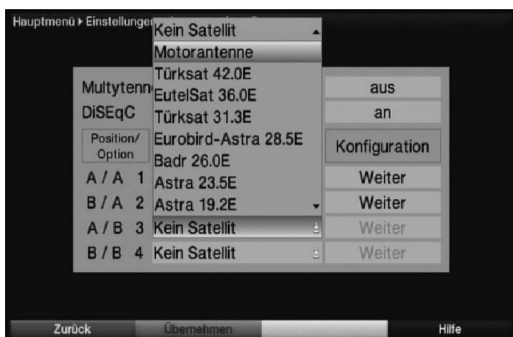 Hauptmenü ▸ Einstellunge
Kein Satellit
Motorantenne
Türksat 42.0E
Multytenn
EutelSat 36.0E
aus
DiSEqC
Türksat 31.3E
an
Position/
Option
Eurobird-Astra 28.5E
Konfiguration
Badr 26.0E
A / A 1
Astra 23.5E
Weiter
B / A 2
Astra 19.2E
Weiter
A / B 3
Kein Satellit
Weiter
B / B 4
Kein Satellit
Weiter
Zurück
Übernehmen
Hilfe